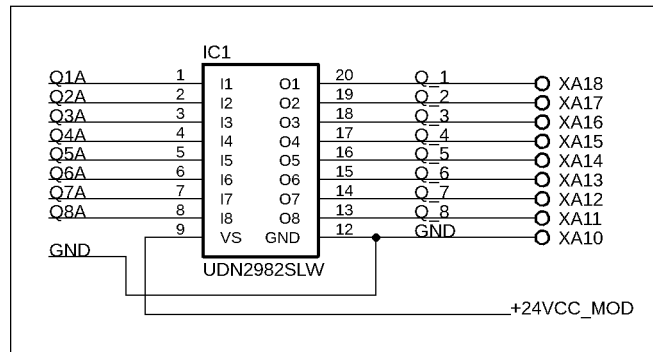 IC1
Q1A 1 I1 O1 20 Q_1 XA18
Q2A 2 I2 O2 19 Q_2 XA17
Q3A 3 I3 O3 18 Q_3 XA16
Q4A 4 I4 O4 17 Q_4 XA15
Q5A 5 I5 O5 16 Q_5 XA14
Q6A 6 I6 O6 15 Q_6 XA13
Q7A 7 I7 O7 14 Q_7 XA12
Q8A 8 I8 O8 13 Q_8 XA11
9 VS GND 12 GND XA10
GND
UDN2982SLW
+24VCC_MOD